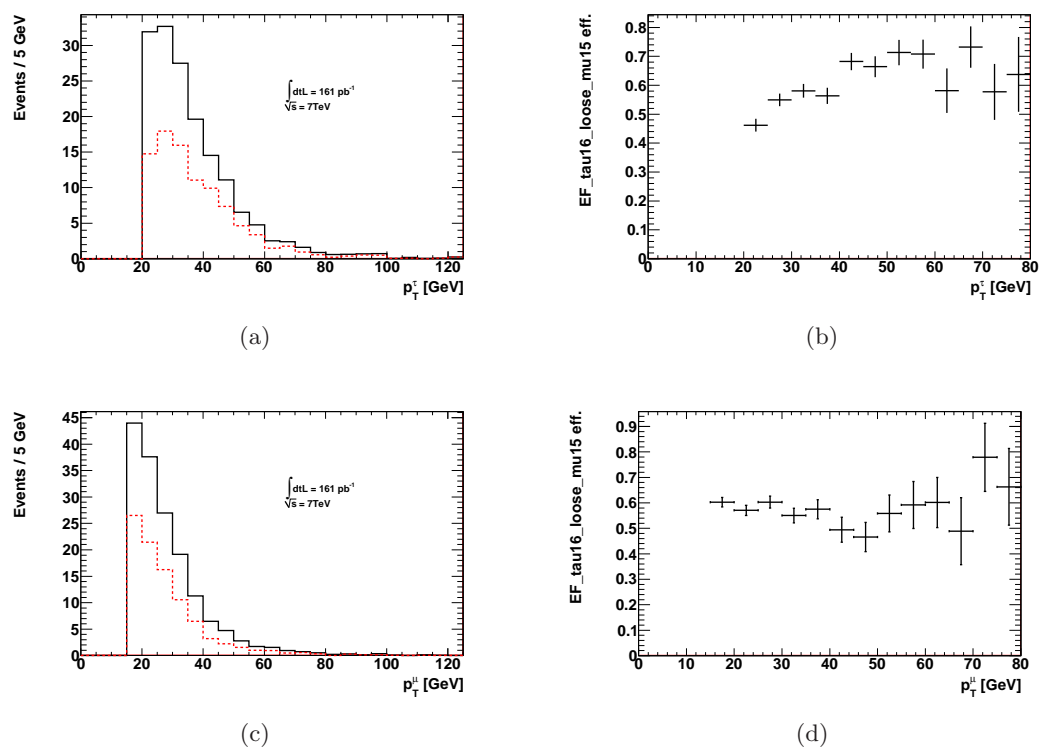 Events / 5 GeV
30
25
20
15
10
5
0
0 20 40 60 80 100 120
∫dtL = 161 pb⁻¹
√s = 7TeV
p_T^τ [GeV]
(a)
EF_tau16_loose_mu15 eff.
0.8
0.7
0.6
0.5
0.4
0.3
0.2
0.1
0
0 10 20 30 40 50 60 70 80
p_T^τ [GeV]
(b)
Events / 5 GeV
45
40
35
30
25
20
15
10
5
0
0 20 40 60 80 100 120
∫dtL = 161 pb⁻¹
√s = 7TeV
p_T^μ [GeV]
(c)
EF_tau16_loose_mu15 eff.
0.9
0.8
0.7
0.6
0.5
0.4
0.3
0.2
0.1
0
0 10 20 30 40 50 60 70 80
p_T^μ [GeV]
(d)